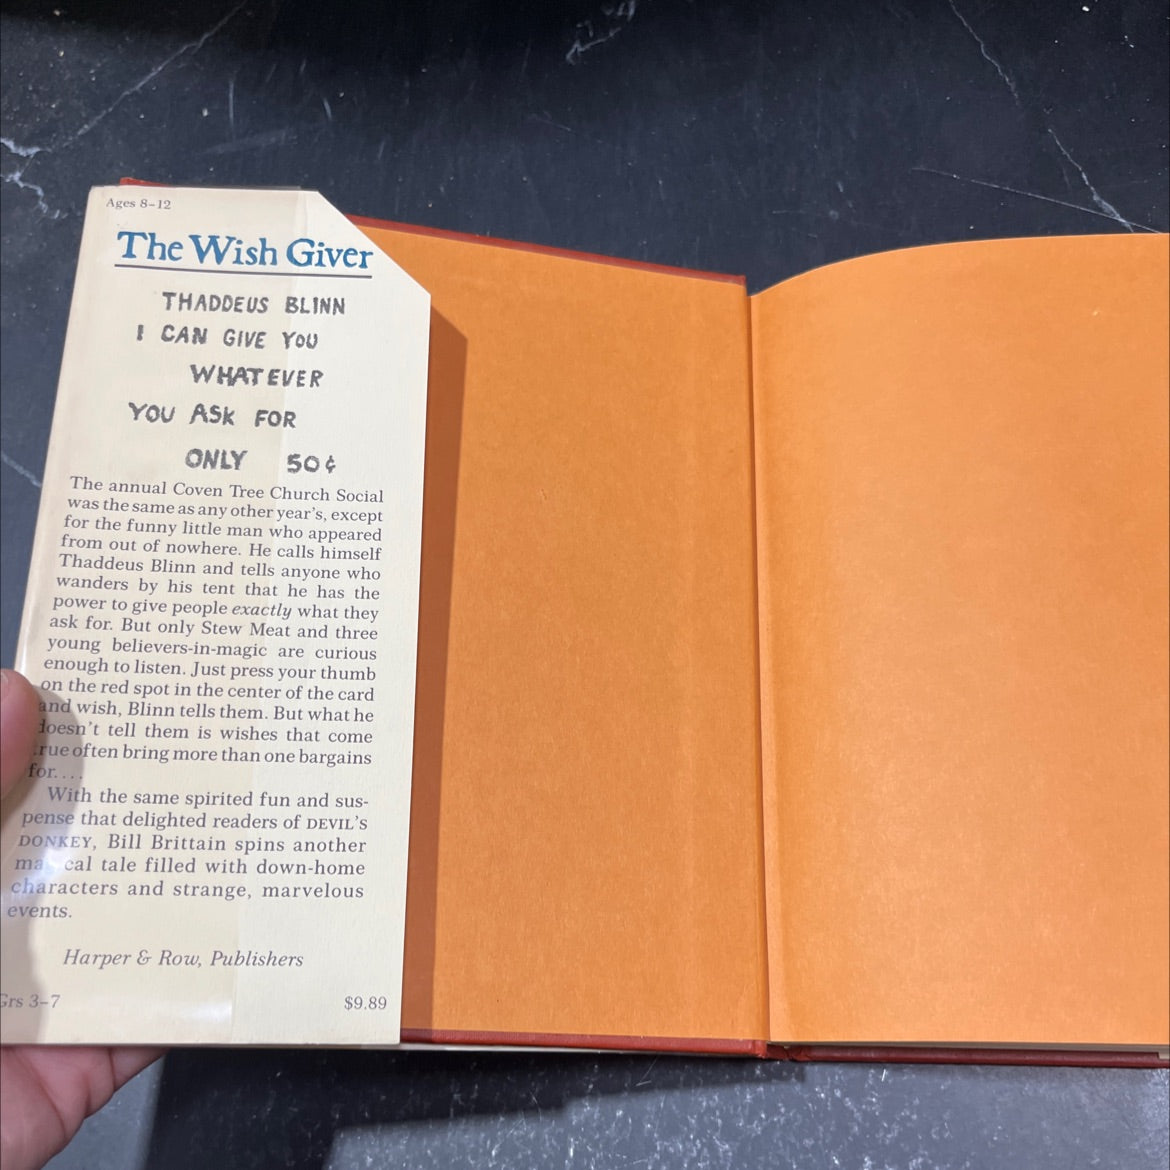 Ages 8–12
The Wish Giver
THADDEUS BLINN
I CAN GIVE YOU
WHATEVER
YOU ASK FOR
ONLY 50¢
The annual Coven Tree Church Social
was the same as any other year's, except
for the funny little man who appeared
from out of nowhere. He calls himself
Thaddeus Blinn and tells anyone who
wanders by his tent that he has the
power to give people exactly what they
ask for. But only Stew Meat and three
young believers-in-magic are curious
enough to listen. Just press your thumb
on the red spot in the center of the card
and wish, Blinn tells them. But what he
doesn't tell them is wishes that come
true often bring more than one bargains
for....
With the same spirited fun and sus-
pense that delighted readers of DEVIL'S
DONKEY, Bill Brittain spins another
magical tale filled with down-home
characters and strange, marvelous
events.
Harper & Row, Publishers
Grs 3–7 $9.89